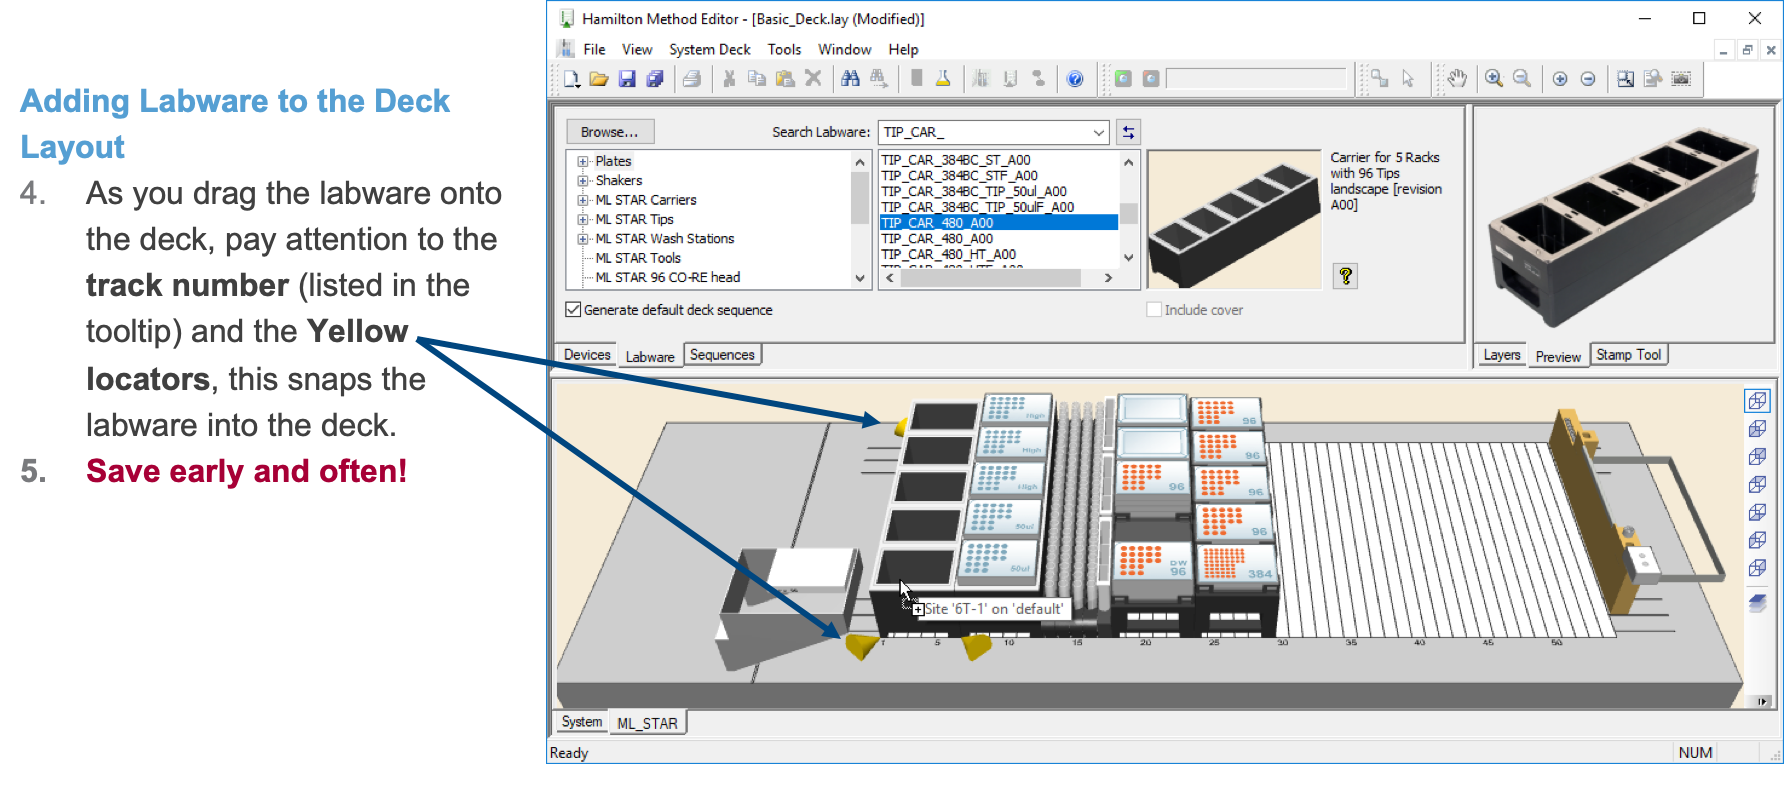 Adding Labware to the Deck
Layout
4. As you drag the labware onto
the deck, pay attention to the
track number (listed in the
tooltip) and the Yellow
locators, this snaps the
labware into the deck.
5. Save early and often!
Hamilton Method Editor - [Basic_Deck.lay (Modified)]
File View System Deck Tools Window Help
Browse... Search Labware: TIP_CAR_
Plates
Shakers
ML STAR Carriers
ML STAR Tips
ML STAR Wash Stations
ML STAR Tools
ML STAR 96 CO-RE head
TIP_CAR_384BC_ST_A00
TIP_CAR_384BC_STF_A00
TIP_CAR_384BC_TIP_50ul_A00
TIP_CAR_384BC_TIP_50ulF_A00
TIP_CAR_480_A00
TIP_CAR_480_A00
TIP_CAR_480_HT_A00
Carrier for 5 Racks
with 96 Tips
landscape [revision
A00]
Generate default deck sequence
Include cover
Devices Labware Sequences
Layers Preview Stamp Tool
High
High
High
50ul
50ul
96
96
96
96
96
DW
96
384
Site '6T-1' on 'default'
1 5 10 15 20 25 30 35 40 45 50
System ML_STAR
Ready
NUM